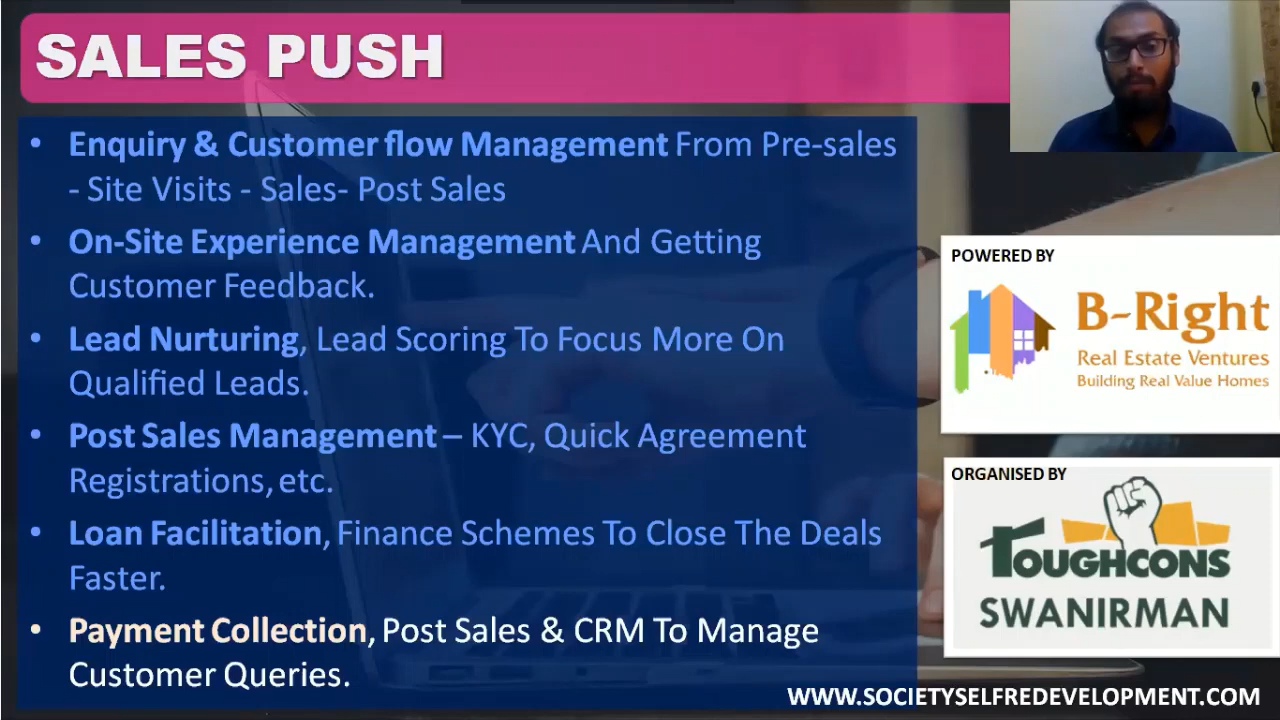 SALES PUSH
• Enquiry & Customer flow Management From Pre-sales
- Site Visits - Sales- Post Sales
• On-Site Experience Management And Getting
Customer Feedback.
• Lead Nurturing, Lead Scoring To Focus More On
Qualified Leads.
• Post Sales Management – KYC, Quick Agreement
Registrations, etc.
• Loan Facilitation, Finance Schemes To Close The Deals
Faster.
• Payment Collection, Post Sales & CRM To Manage
Customer Queries.
POWERED BY
B-Right
Real Estate Ventures
Building Real Value Homes
ORGANISED BY
TOUGHCONS
SWANIRMAN
WWW.SOCIETYSELFREDEVELOPMENT.COM